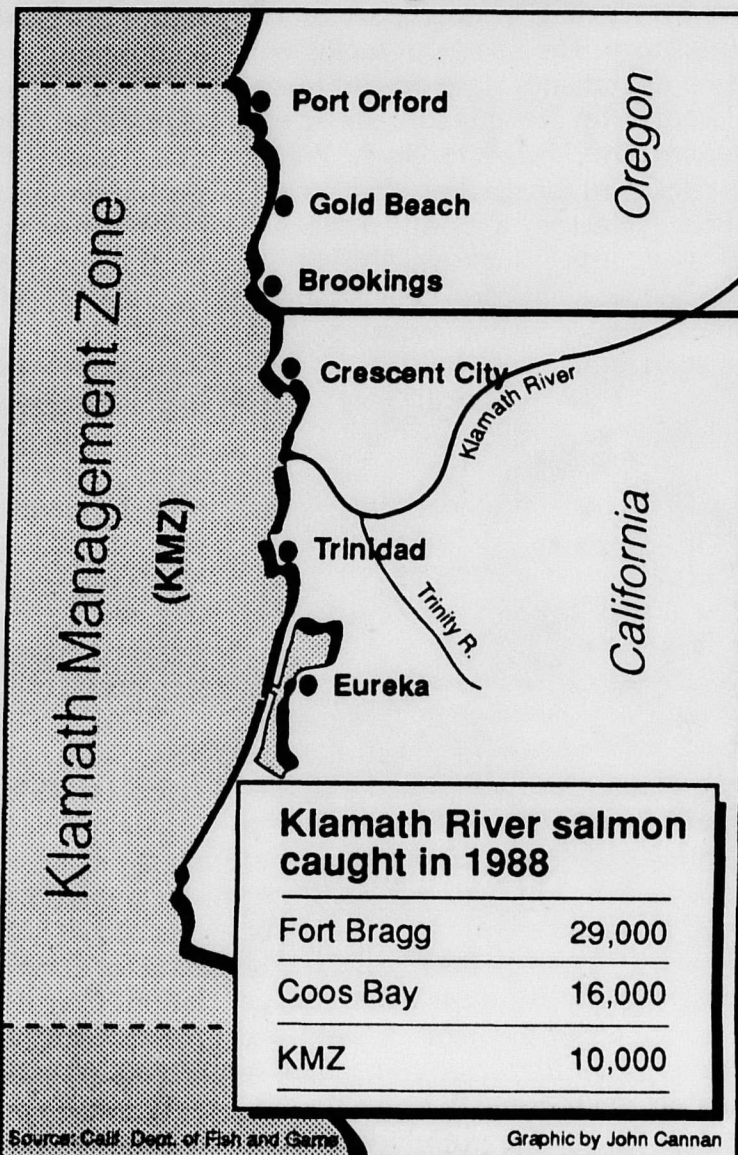 Port Orford
Oregon
Gold Beach
Brookings
Crescent City
Klamath River
Klamath Management Zone
(KMZ)
Trinidad
California
Trinity R.
Eureka
Klamath River salmon
caught in 1988
Fort Bragg 29,000
Coos Bay 16,000
KMZ 10,000
Source: Calif. Dept. of Fish and Game
Graphic by John Cannan